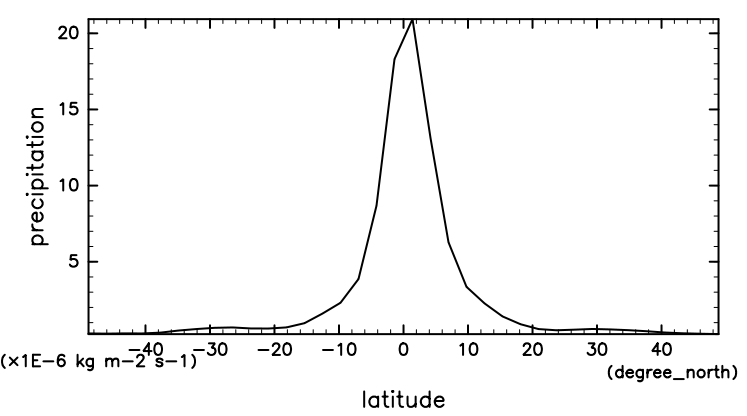 20
15
10
5
precipitation
−40 −30 −20 −10 0 10 20 30 40
(×1E−6 kg m−2 s−1)
(degree_north)
latitude